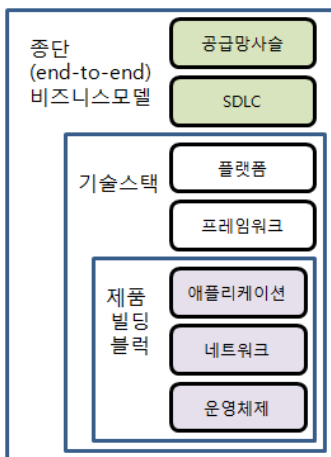 종단
(end-to-end)
비즈니스모델
공급망사슬
SDLC
기술스택
플랫폼
프레임워크
제품
빌딩
블럭
애플리케이션
네트워크
운영체제